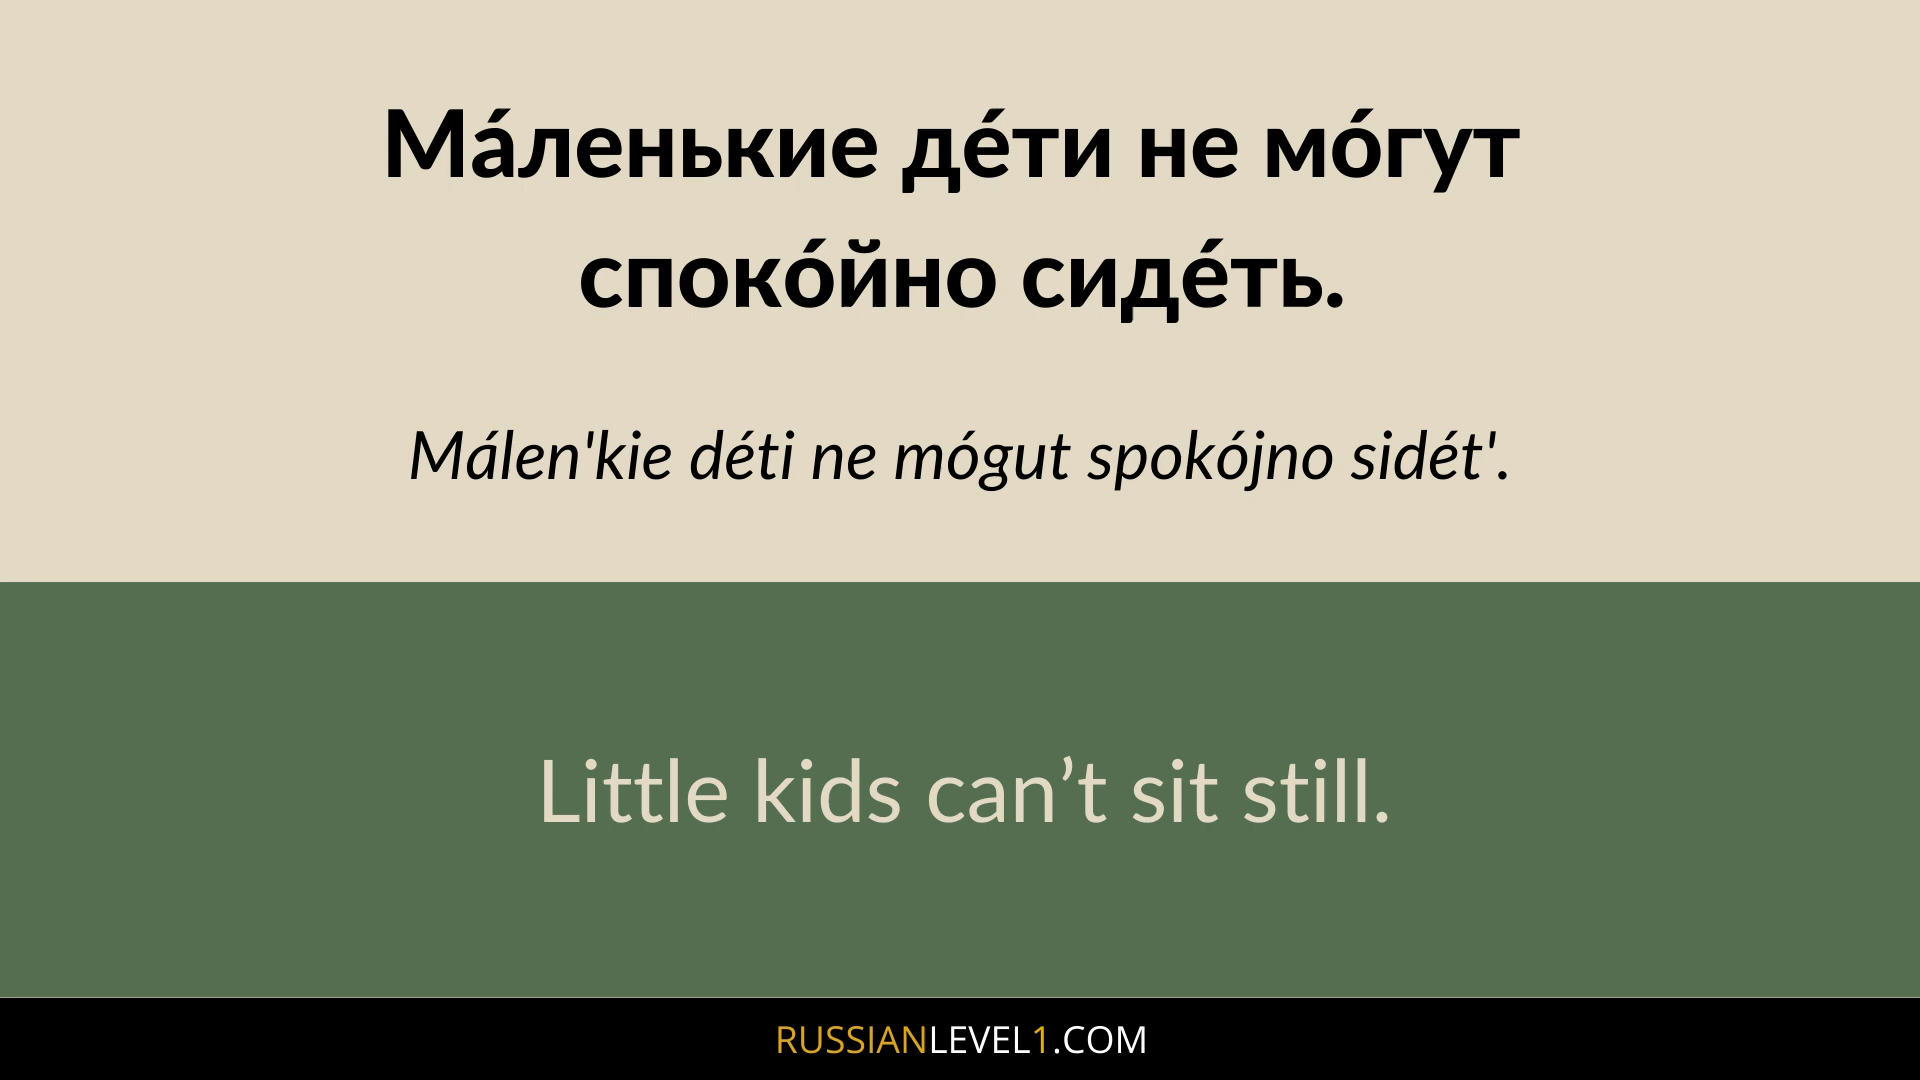 Ма́ленькие де́ти не мо́гут
споко́йно сиде́ть.
Málen'kie déti ne mógut spokójno sidét'.
Little kids can’t sit still.
RUSSIANLEVEL1.COM